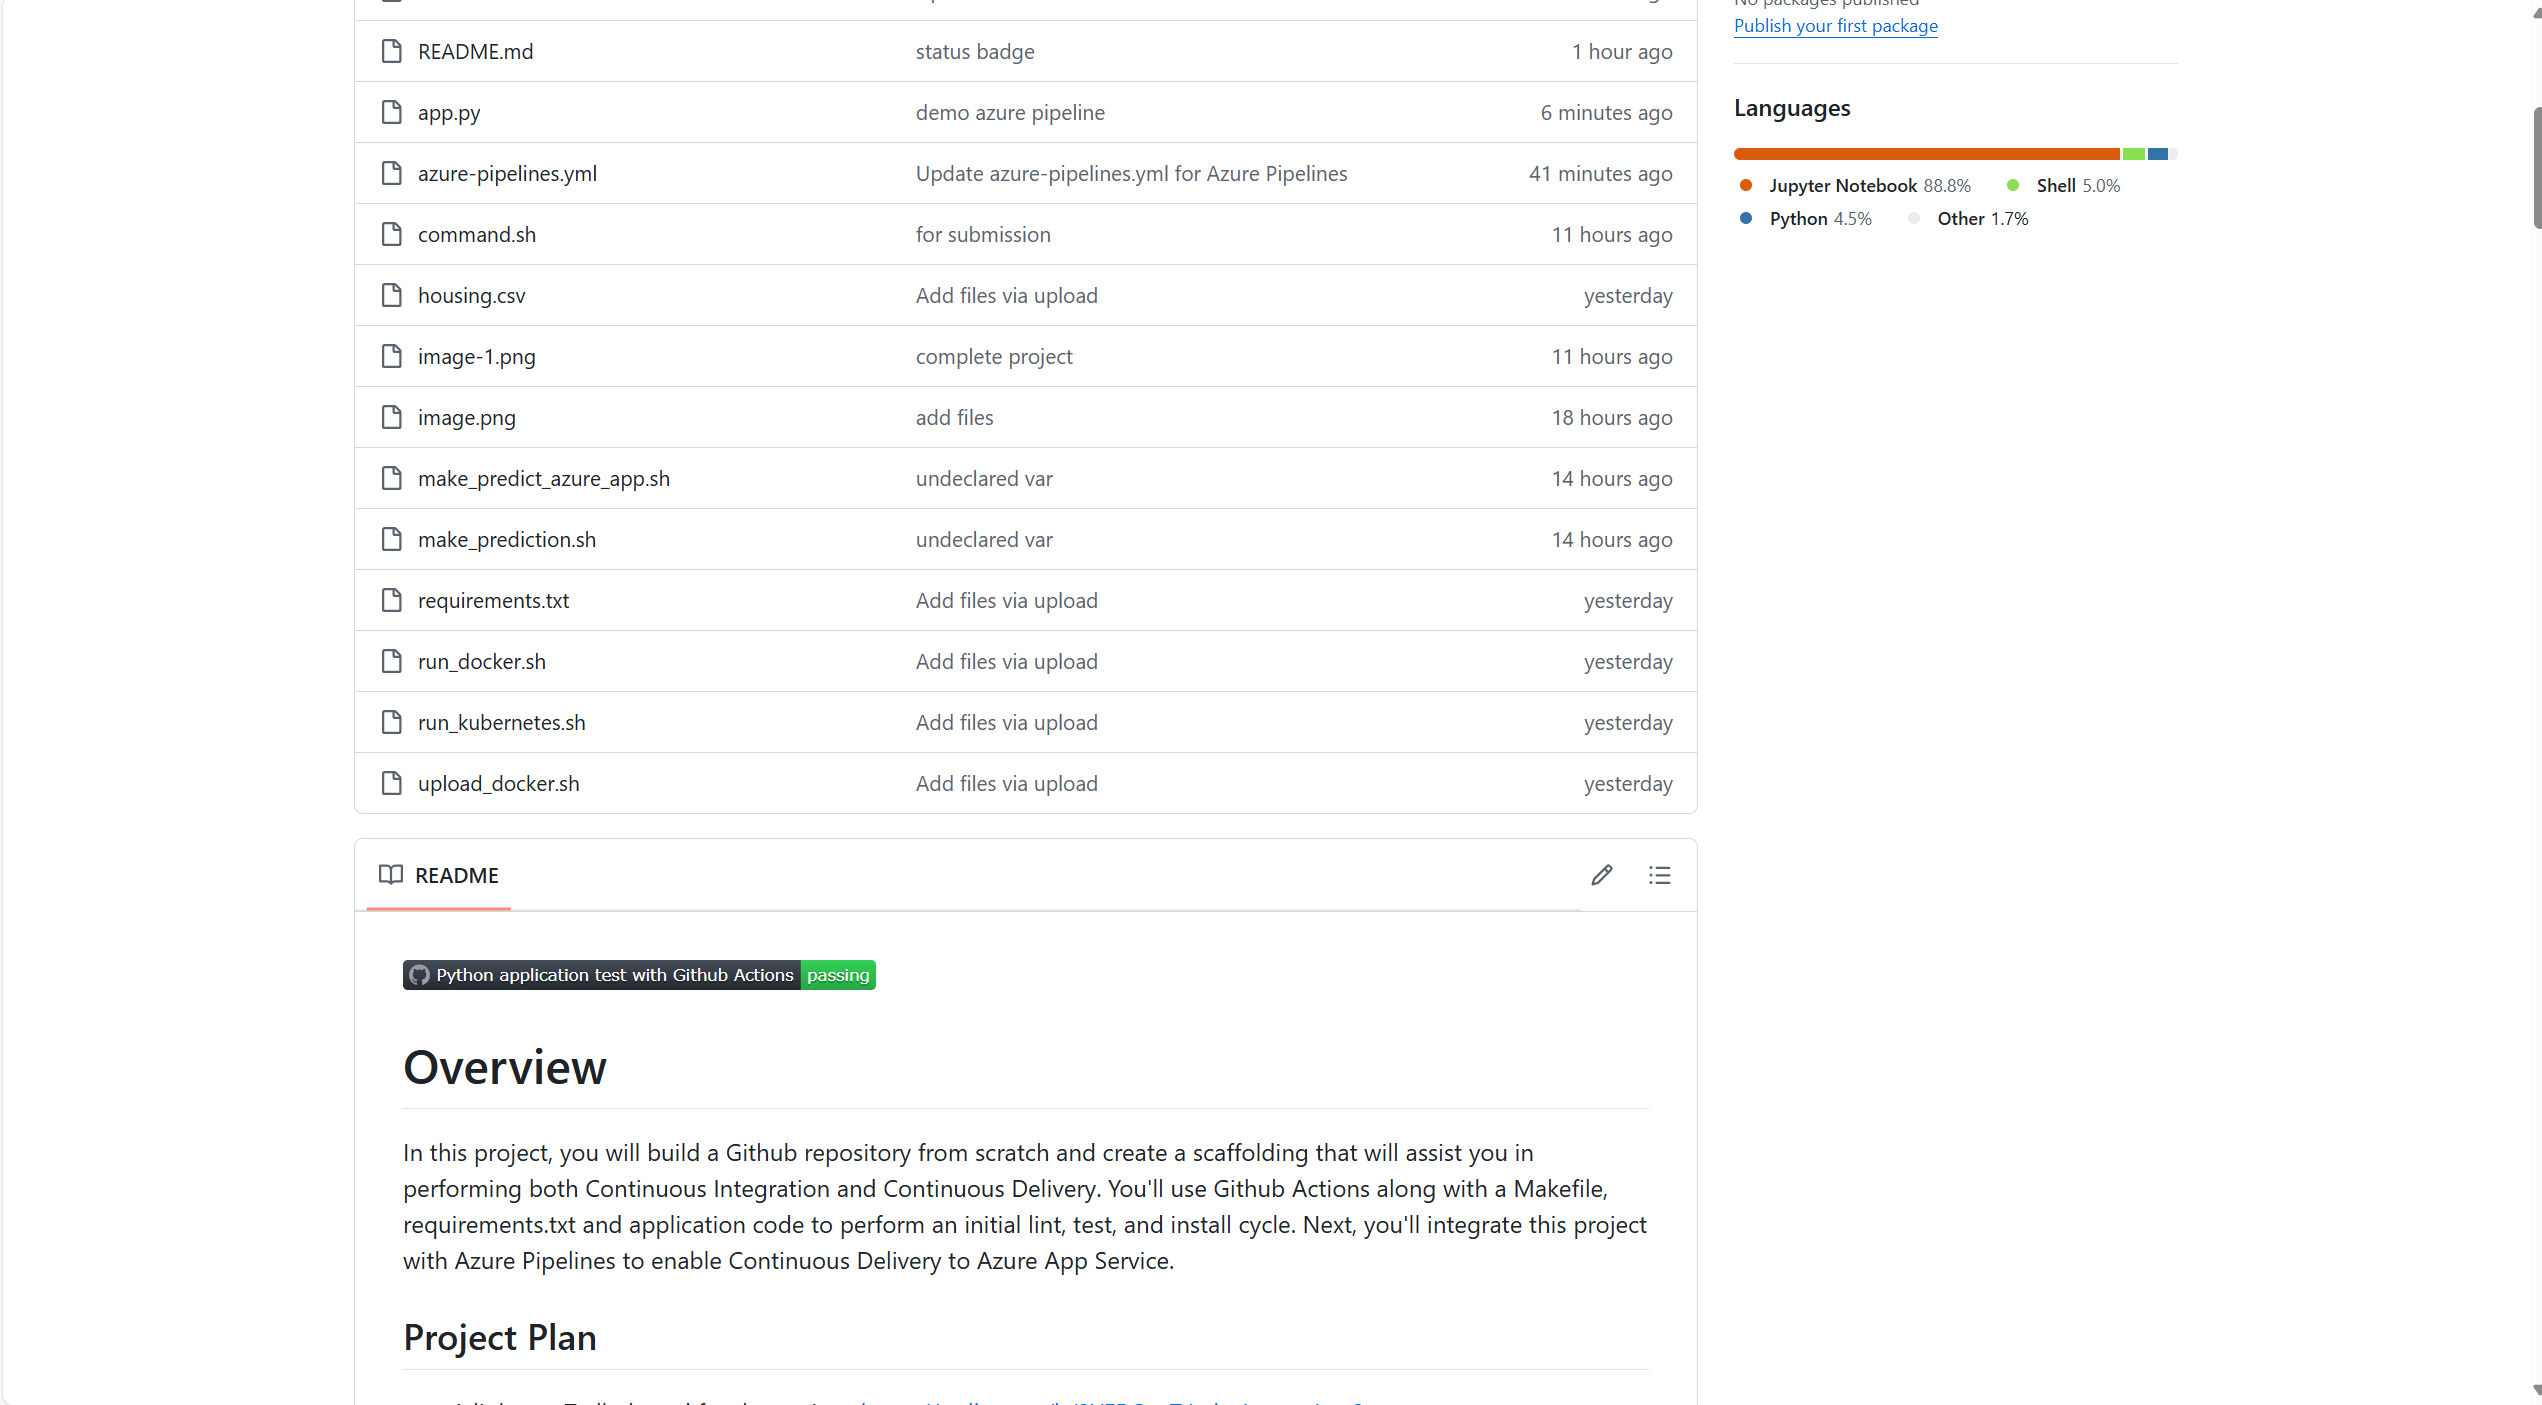 README.md status badge 1 hour ago
app.py demo azure pipeline 6 minutes ago
azure-pipelines.yml Update azure-pipelines.yml for Azure Pipelines 41 minutes ago
command.sh for submission 11 hours ago
housing.csv Add files via upload yesterday
image-1.png complete project 11 hours ago
image.png add files 18 hours ago
make_predict_azure_app.sh undeclared var 14 hours ago
make_prediction.sh undeclared var 14 hours ago
requirements.txt Add files via upload yesterday
run_docker.sh Add files via upload yesterday
run_kubernetes.sh Add files via upload yesterday
upload_docker.sh Add files via upload yesterday
README
Python application test with Github Actions passing
Overview
In this project, you will build a Github repository from scratch and create a scaffolding that will assist you in
performing both Continuous Integration and Continuous Delivery. You'll use Github Actions along with a Makefile,
requirements.txt and application code to perform an initial lint, test, and install cycle. Next, you'll integrate this project
with Azure Pipelines to enable Continuous Delivery to Azure App Service.
Project Plan
No packages published
Publish your first package
Languages
Jupyter Notebook 88.8% Shell 5.0%
Python 4.5% Other 1.7%